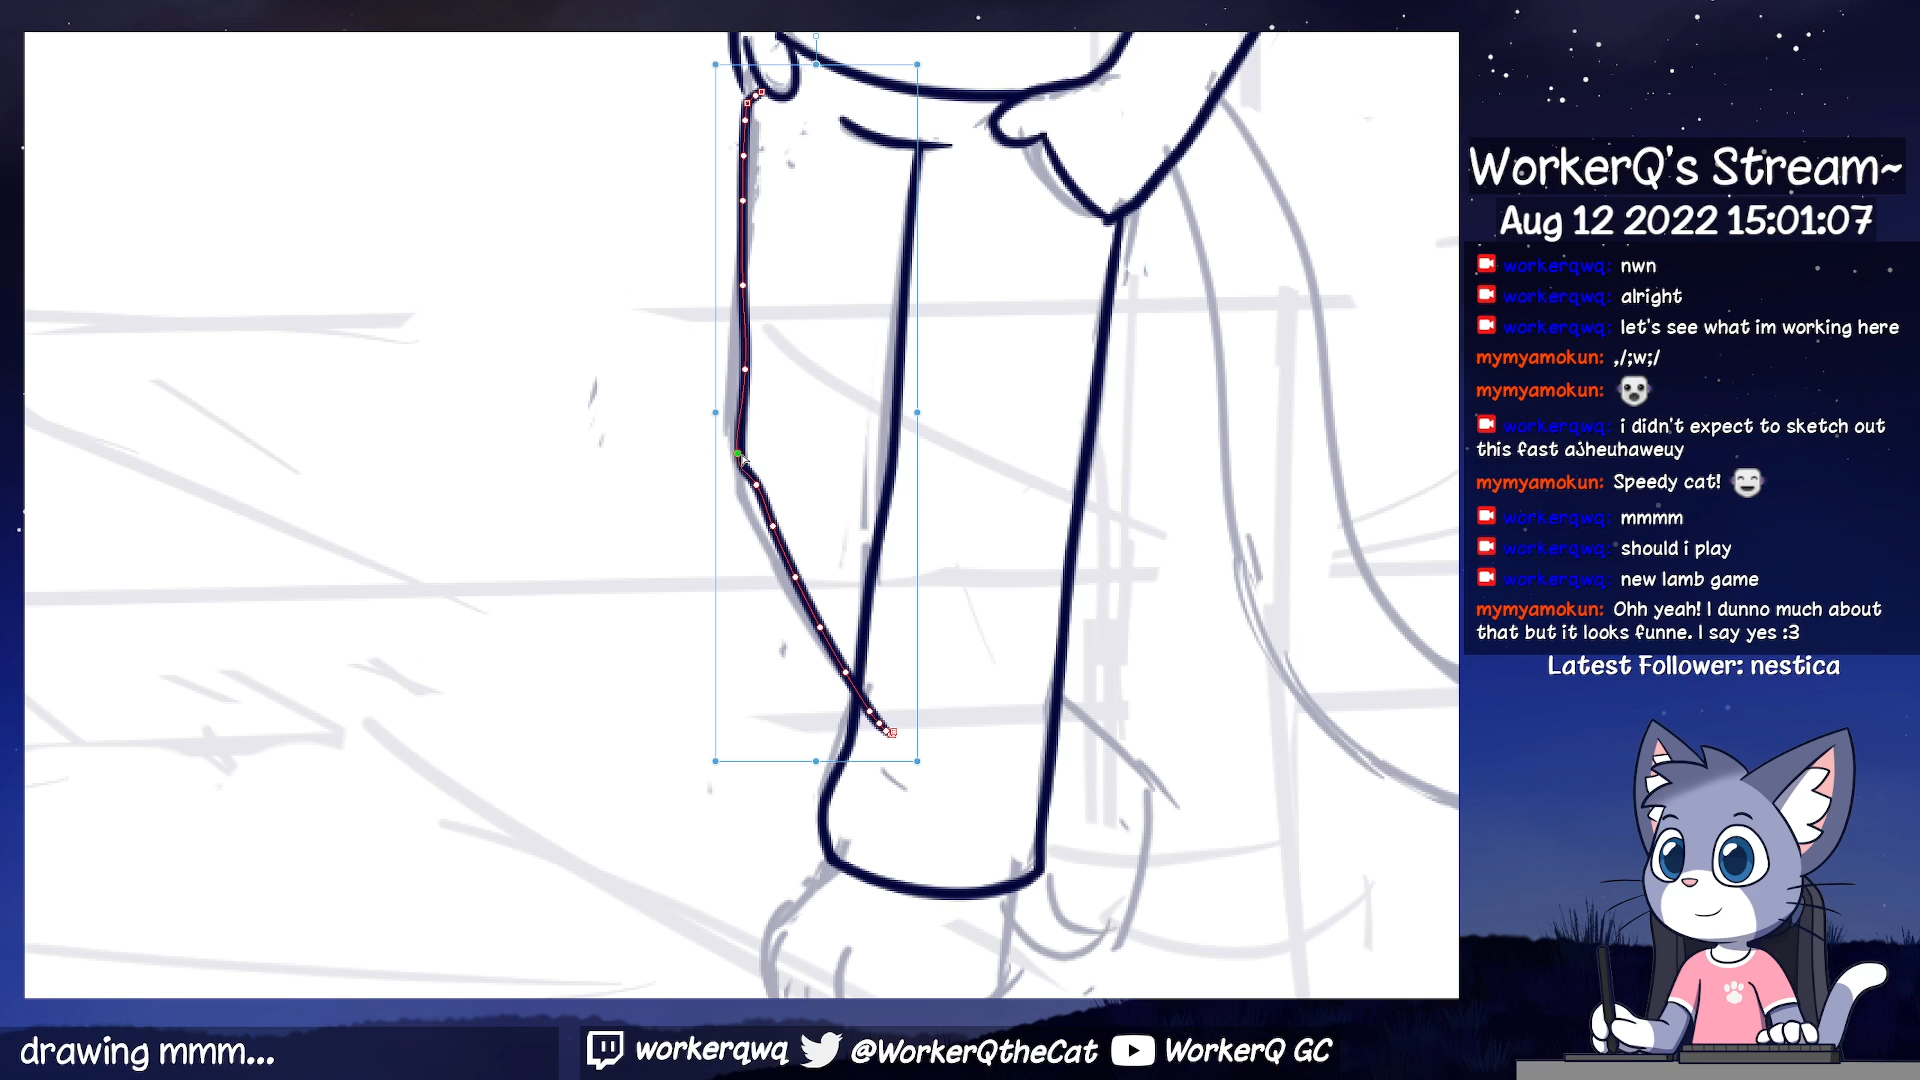 WorkerQ's Stream~
Aug 12 2022 15:01:07
workerqwq: nwn
workerqwq: alright
workerqwq: let's see what im working here
mymyamokun: ,/;w;/
mymyamokun:
workerqwq: i didn't expect to sketch out
this fast ajheuhaweuy
mymyamokun: Speedy cat!
workerqwq: mmmm
workerqwq: should i play
workerqwq: new lamb game
mymyamokun: Ohh yeah! I dunno much about
that but it looks funne. I say yes :3
Latest Follower: nestica
drawing mmm...
workerqwq @WorkerQtheCat WorkerQ GC